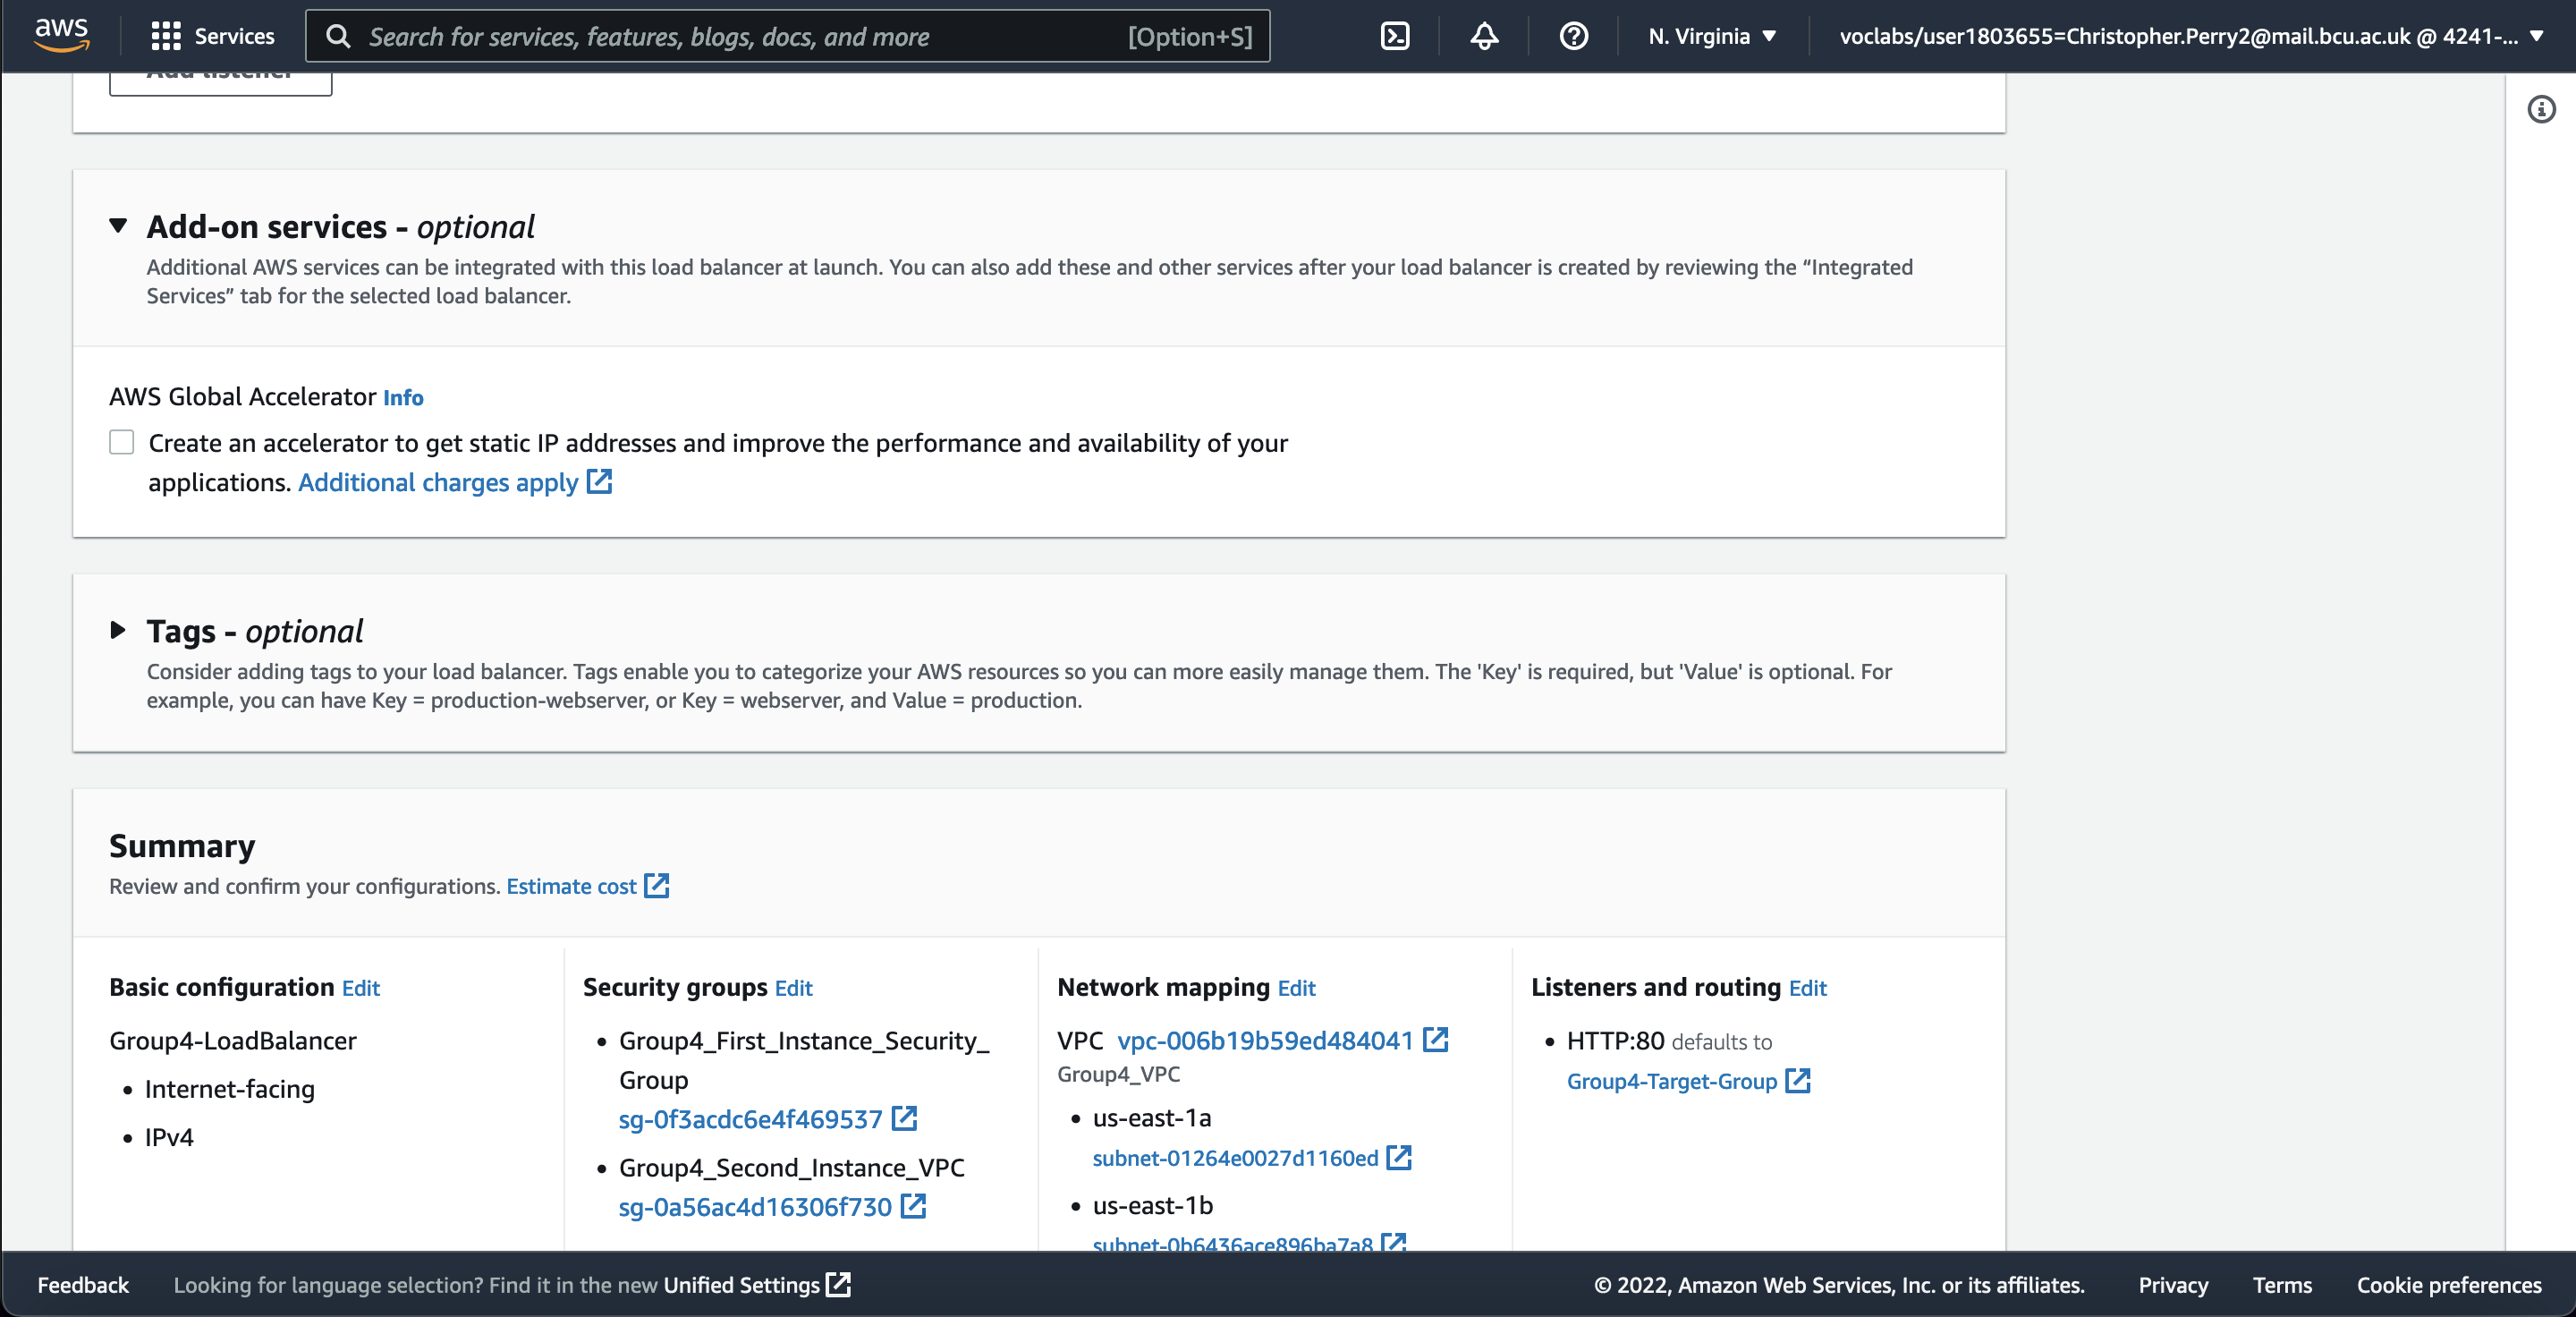 aws
Services
Search for services, features, blogs, docs, and more
[Option+S]
N. Virginia
voclabs/user1803655=Christopher.Perry2@mail.bcu.ac.uk @ 4241-...
Add listener
Add-on services - optional
Additional AWS services can be integrated with this load balancer at launch. You can also add these and other services after your load balancer is created by reviewing the “Integrated
Services” tab for the selected load balancer.
AWS Global Accelerator Info
Create an accelerator to get static IP addresses and improve the performance and availability of your
applications. Additional charges apply
Tags - optional
Consider adding tags to your load balancer. Tags enable you to categorize your AWS resources so you can more easily manage them. The 'Key' is required, but 'Value' is optional. For
example, you can have Key = production-webserver, or Key = webserver, and Value = production.
Summary
Review and confirm your configurations. Estimate cost
Basic configuration Edit
Group4-LoadBalancer
• Internet-facing
• IPv4
Security groups Edit
• Group4_First_Instance_Security_
Group
sg-0f3acdc6e4f469537
• Group4_Second_Instance_VPC
sg-0a56ac4d16306f730
Network mapping Edit
VPC vpc-006b19b59ed484041
Group4_VPC
• us-east-1a
subnet-01264e0027d1160ed
• us-east-1b
subnet-0b6436ace896ba7a8
Listeners and routing Edit
• HTTP:80 defaults to
Group4-Target-Group
Feedback
Looking for language selection? Find it in the new Unified Settings
© 2022, Amazon Web Services, Inc. or its affiliates.
Privacy
Terms
Cookie preferences